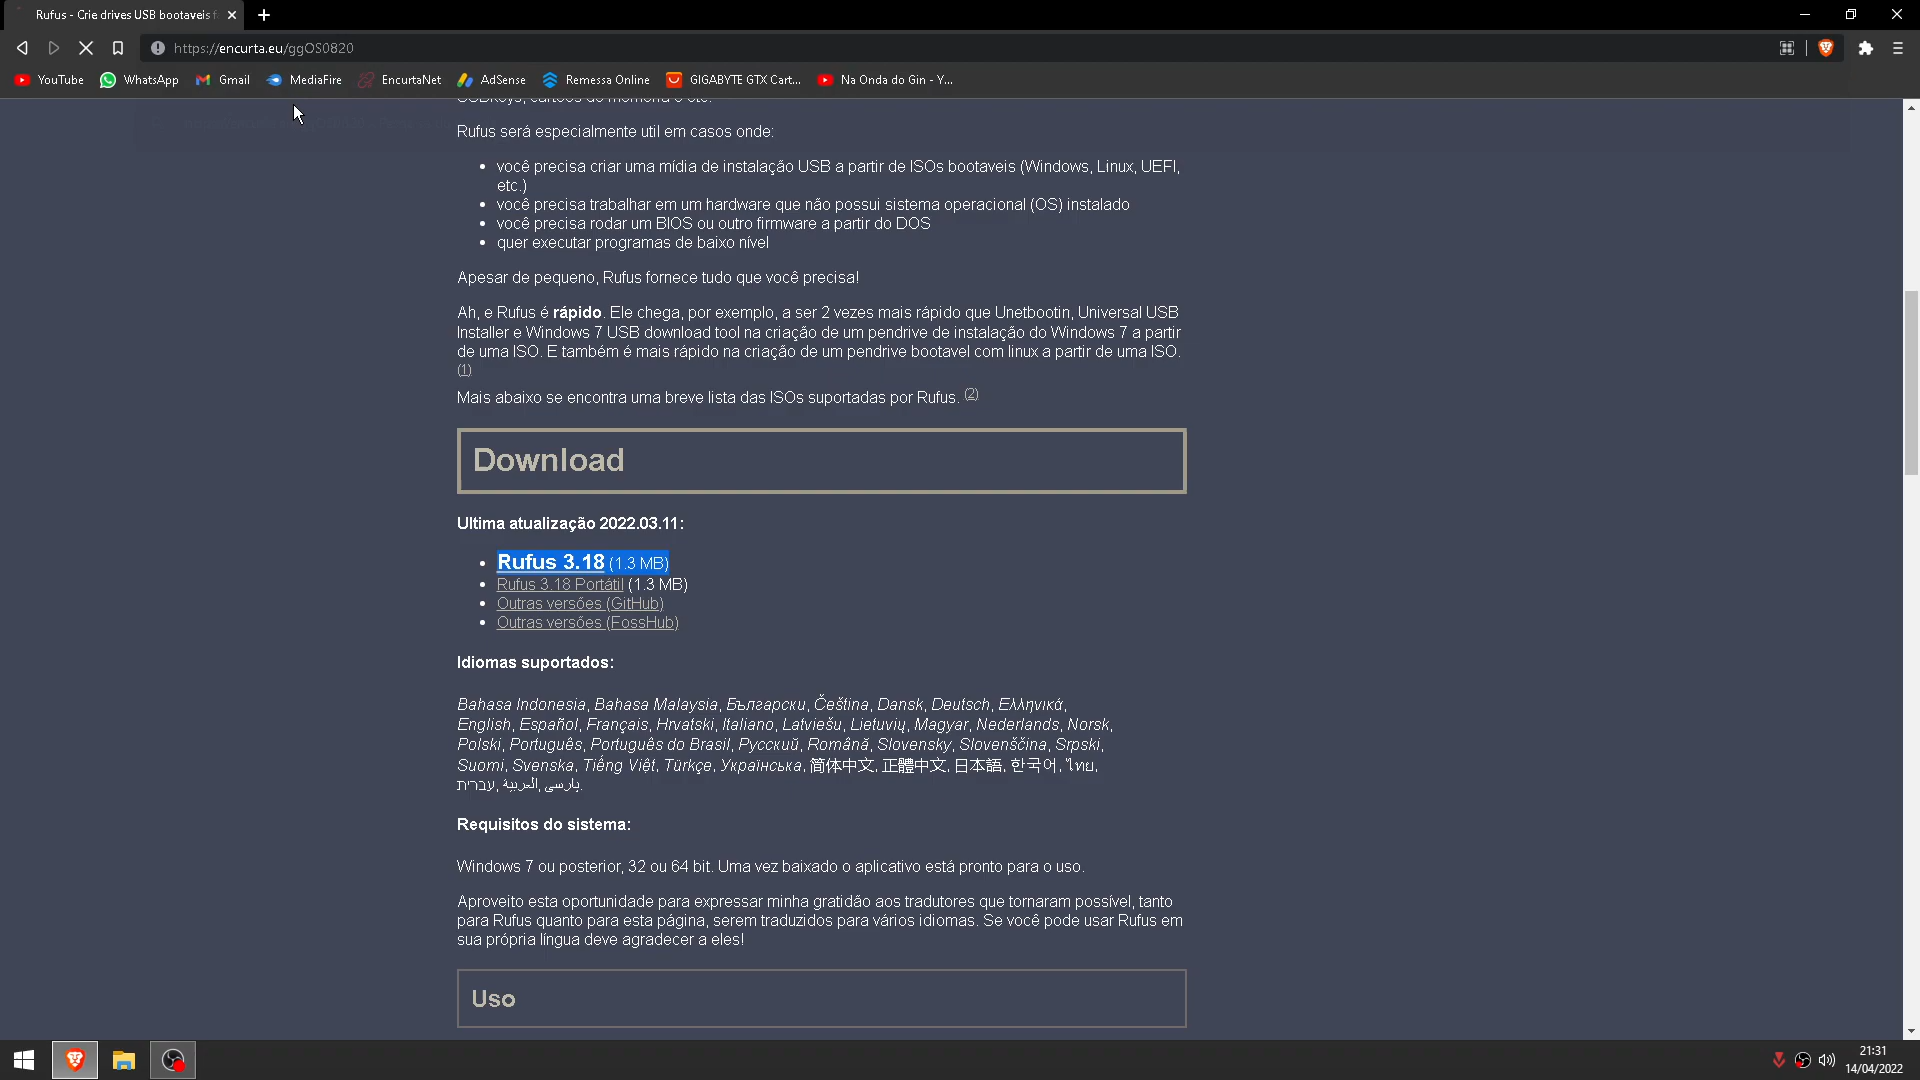 Rufus - Crie drives USB bootaveis f
https://encurta.eu/ggOS0820
YouTube WhatsApp Gmail MediaFire EncurtaNet AdSense Remessa Online GIGABYTE GTX Cart... Na Onda do Gin - Y...
Rufus será especialmente util em casos onde:
você precisa criar uma mídia de instalação USB a partir de ISOs bootaveis (Windows, Linux, UEFI,
etc.)
você precisa trabalhar em um hardware que não possui sistema operacional (OS) instalado
você precisa rodar um BIOS ou outro firmware a partir do DOS
quer executar programas de baixo nível
Apesar de pequeno, Rufus fornece tudo que você precisa!
Ah, e Rufus é rápido. Ele chega, por exemplo, a ser 2 vezes mais rápido que Unetbootin, Universal USB
Installer e Windows 7 USB download tool na criação de um pendrive de instalação do Windows 7 a partir
de uma ISO. E também é mais rápido na criação de um pendrive bootavel com linux a partir de uma ISO.
(1)
Mais abaixo se encontra uma breve lista das ISOs suportadas por Rufus. (2)
Download
Ultima atualização 2022.03.11:
Rufus 3.18 (1.3 MB)
Rufus 3.18 Portátil (1.3 MB)
Outras versões (GitHub)
Outras versões (FossHub)
Idiomas suportados:
Bahasa Indonesia, Bahasa Malaysia, Български, Čeština, Dansk, Deutsch, Ελληνικά,
English, Español, Français, Hrvatski, Italiano, Latviešu, Lietuvių, Magyar, Nederlands, Norsk,
Polski, Português, Português do Brasil, Русский, Română, Slovensky, Slovenščina, Srpski,
Suomi, Svenska, Tiếng Việt, Türkçe, Українська, 简体中文, 正體中文, 日本語, 한국어, ไทย,
עברית, العربية, پارسی.
Requisitos do sistema:
Windows 7 ou posterior, 32 ou 64 bit. Uma vez baixado o aplicativo está pronto para o uso.
Aproveito esta oportunidade para expressar minha gratidão aos tradutores que tornaram possível, tanto
para Rufus quanto para esta página, serem traduzidos para vários idiomas. Se você pode usar Rufus em
sua própria língua deve agradecer a eles!
Uso
21:31
14/04/2022